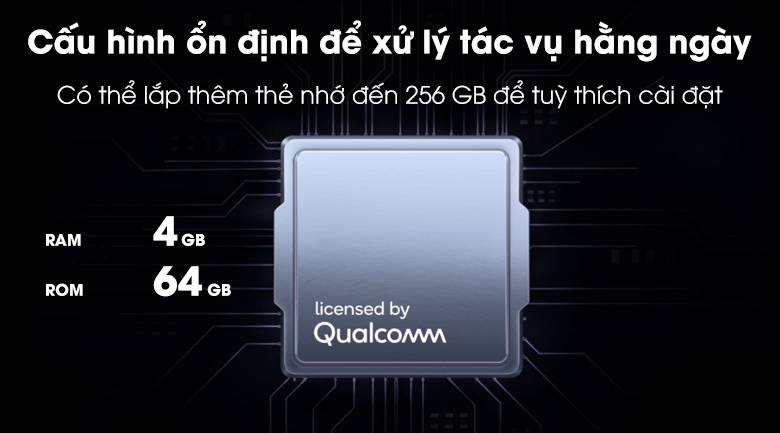 Cấu hình ổn định để xử lý tác vụ hằng ngày
Có thể lắp thêm thẻ nhớ đến 256 GB để tuỳ thích cài đặt
RAM 4 GB
ROM 64 GB
licensed by
Qualcomm